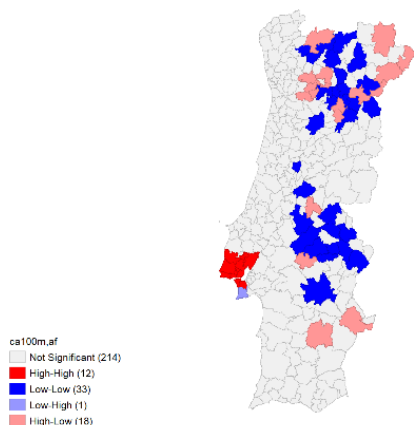 ca100m,af
Not Significant (214)
High-High (12)
Low-Low (33)
Low-High (1)
High-Low (18)